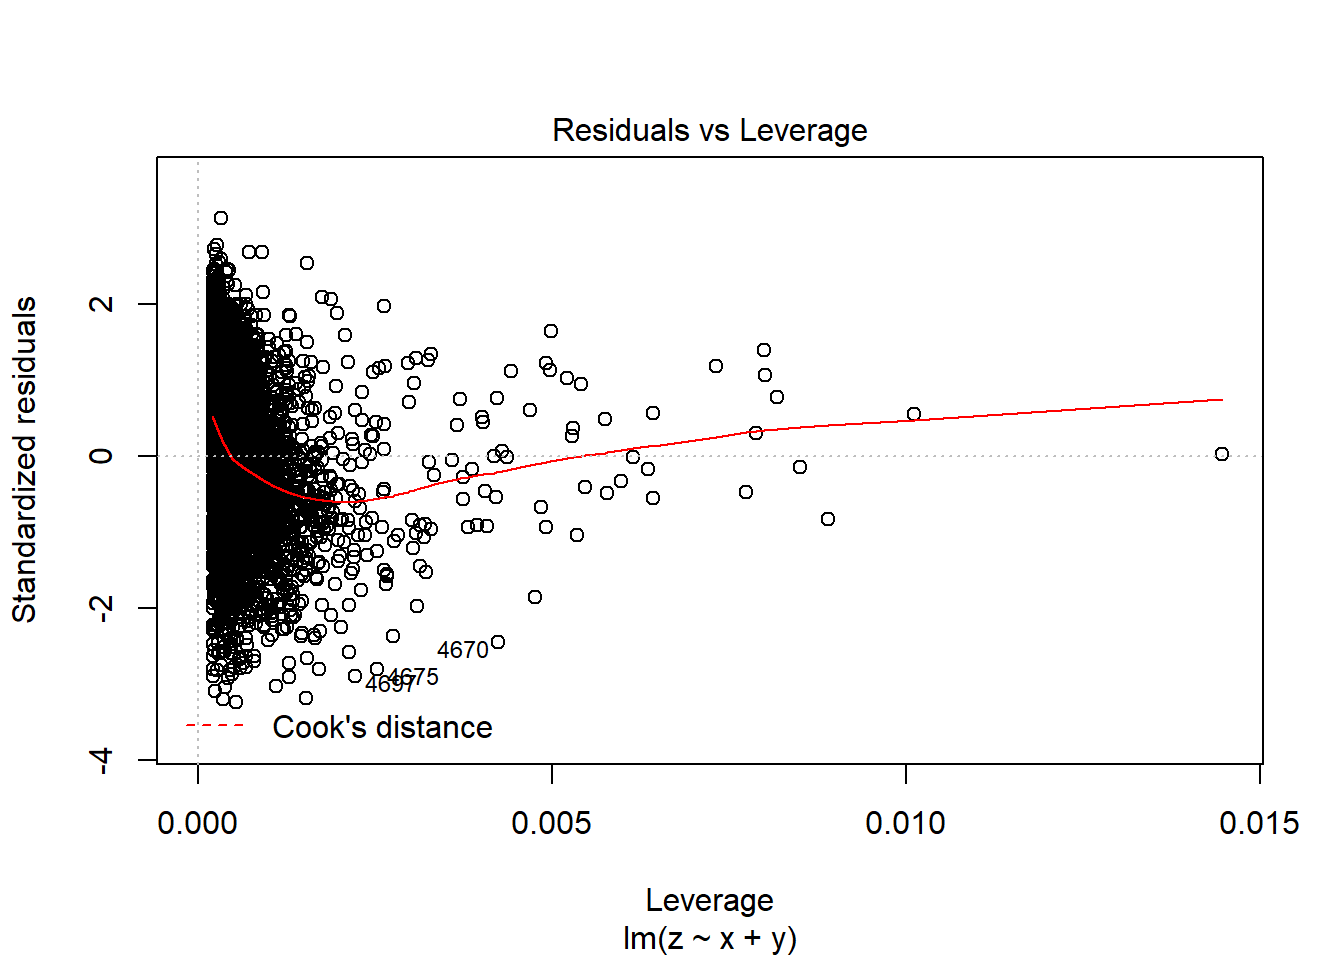 Residuals vs Leverage
Standardized residuals
2
0
-2
-4
4670
4675
4697
Cook's distance
0.000 0.005 0.010 0.015
Leverage
lm(z ~ x + y)